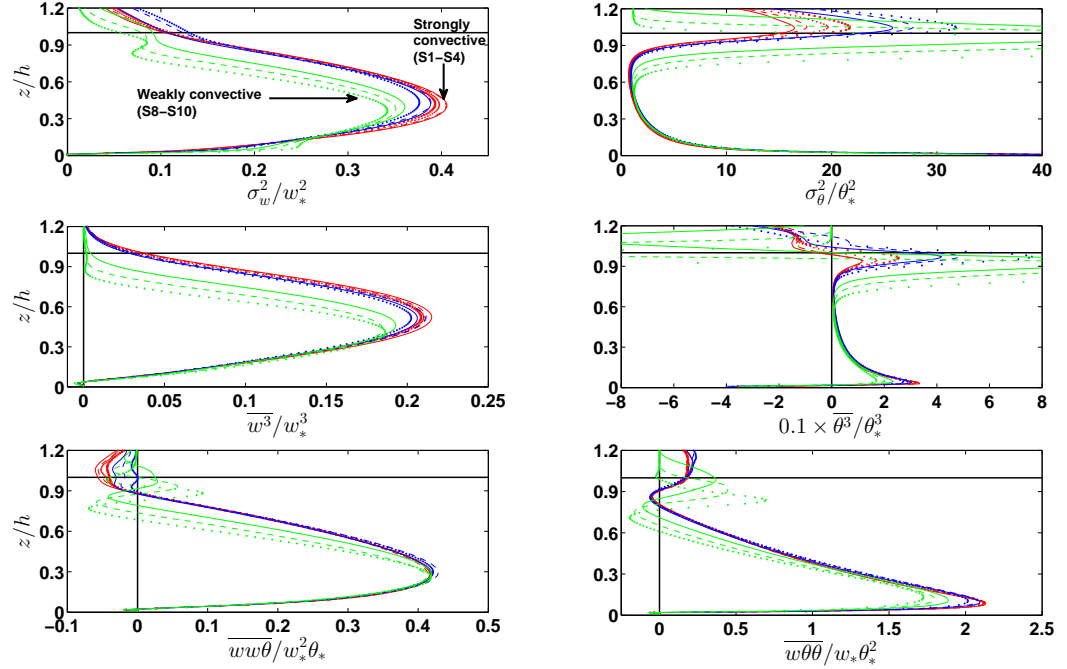 1.2
0.9
0.6
0.3
0
z/h
0 0.1 0.2 0.3 0.4
σ_w^2/w_*^2
Strongly
convective
(S1−S4)
Weakly convective
(S8−S10)
1.2
0.9
0.6
0.3
0
0 10 20 30 40
σ_θ^2/θ_*^2
1.2
0.9
0.6
0.3
0
z/h
0 0.05 0.1 0.15 0.2 0.25
\overline{w^3}/w_*^3
1.2
0.9
0.6
0.3
0
−8 −6 −4 −2 0 2 4 6 8
0.1 × \overline{θ^3}/θ_*^3
1.2
0.9
0.6
0.3
0
z/h
−0.1 0 0.1 0.2 0.3 0.4 0.5
\overline{wwθ}/w_*^2θ_*
1.2
0.9
0.6
0.3
0
0 0.5 1 1.5 2 2.5
\overline{wθθ}/w_*θ_*^2